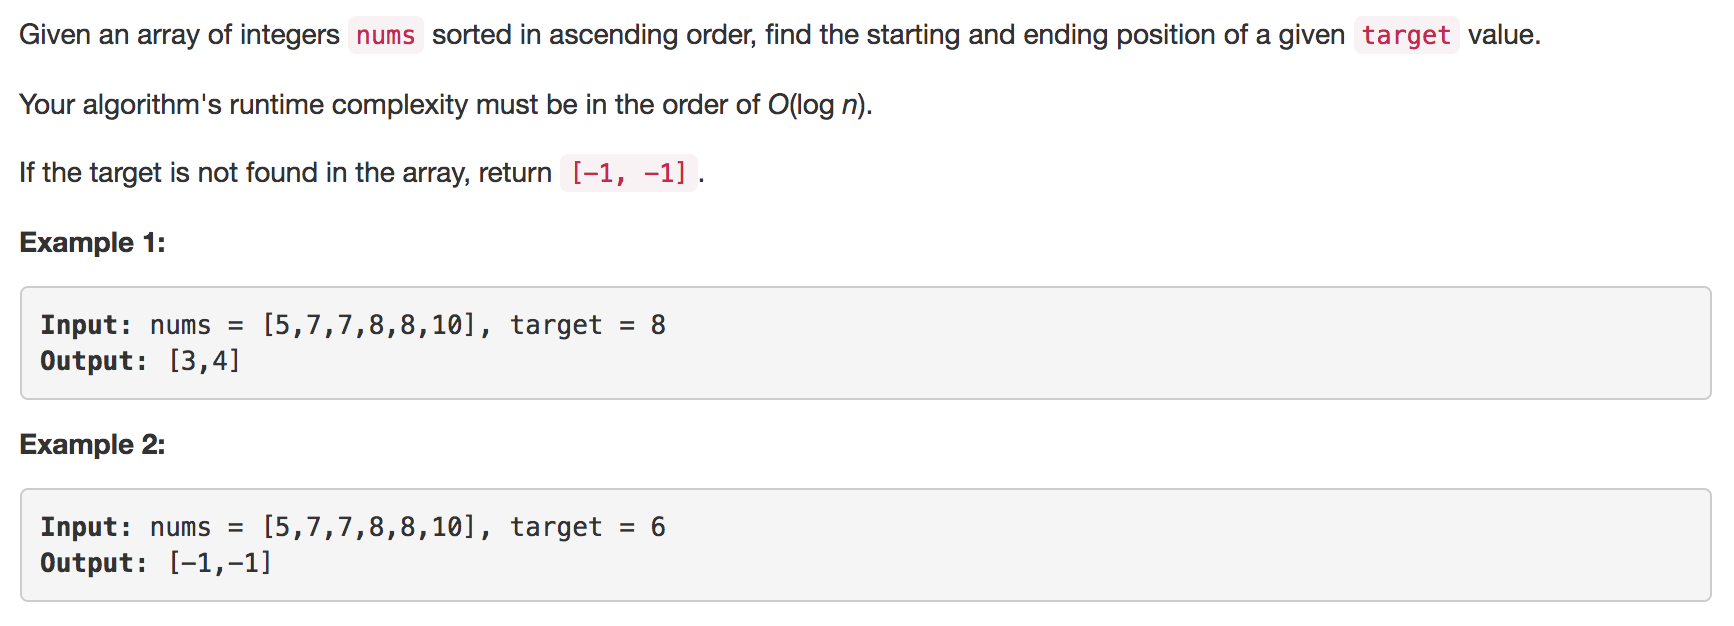 Given an array of integers nums sorted in ascending order, find the starting and ending position of a given target value.
Your algorithm's runtime complexity must be in the order of O(log n).
If the target is not found in the array, return [-1, -1].
Example 1:
Input: nums = [5,7,7,8,8,10], target = 8
Output: [3,4]
Example 2:
Input: nums = [5,7,7,8,8,10], target = 6
Output: [-1,-1]